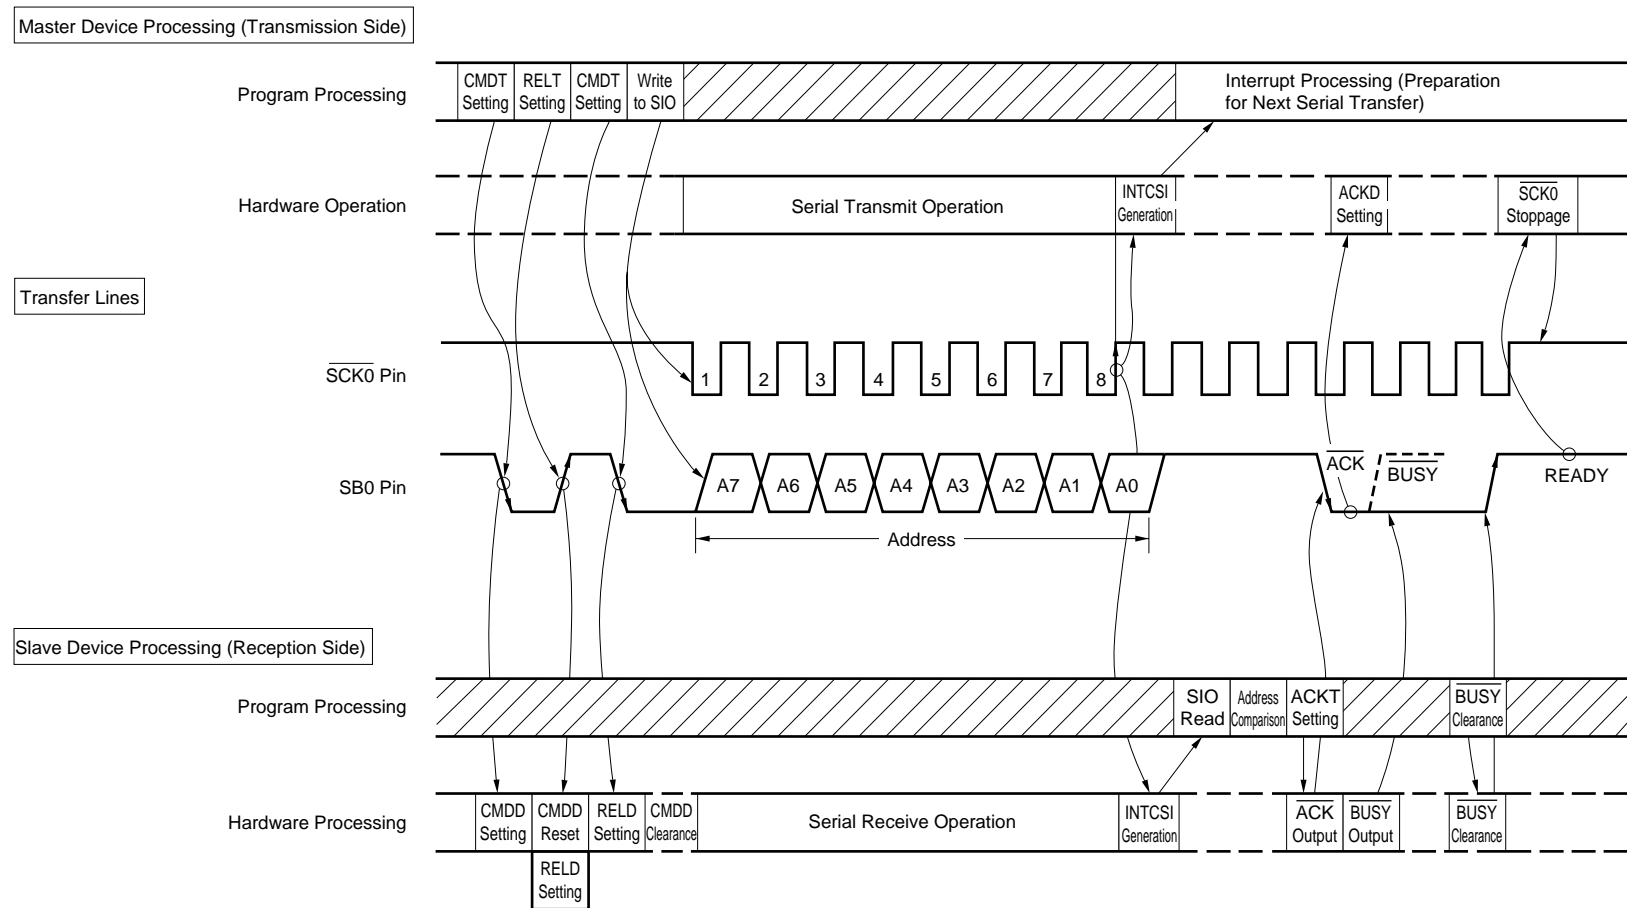 Master Device Processing (Transmission Side)
Program Processing
CMDT
Setting
RELT
Setting
CMDT
Setting
Write
to SIO
Interrupt Processing (Preparation
for Next Serial Transfer)
Hardware Operation
Serial Transmit Operation
INTCSI
Generation
ACKD
Setting
SCK0
Stoppage
Transfer Lines
SCK0 Pin
1 2 3 4 5 6 7 8
SB0 Pin
A7 A6 A5 A4 A3 A2 A1 A0
ACK
BUSY
READY
Address
Slave Device Processing (Reception Side)
Program Processing
SIO
Read
Address
Comparison
ACKT
Setting
BUSY
Clearance
Hardware Processing
CMDD
Setting
CMDD
Reset
RELD
Setting
CMDD
Clearance
Serial Receive Operation
INTCSI
Generation
ACK
Output
BUSY
Output
BUSY
Clearance
RELD
Setting